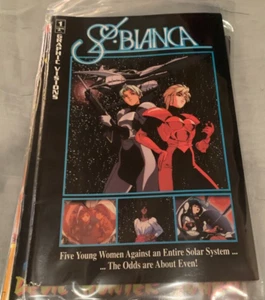 1
GRAPHIC VISIONS
SOL BIANCA
Five Young Women Against an Entire Solar System ...
... The Odds are About Even!